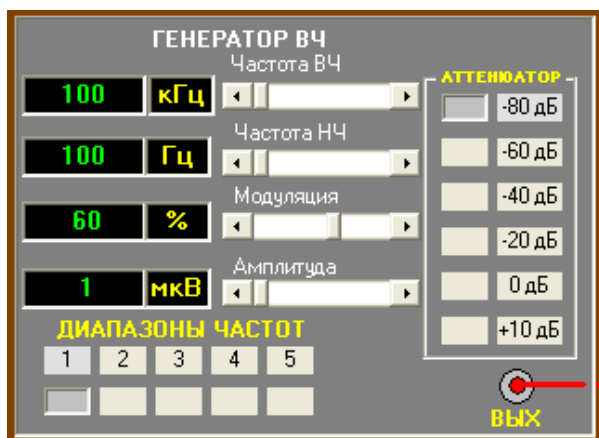 ГЕНЕРАТОР ВЧ
Частота ВЧ
100 кГц
Частота НЧ
100 Гц
Модуляция
60 %
Амплитуда
1 мкВ
АТТЕНЮАТОР
-80 дБ
-60 дБ
-40 дБ
-20 дБ
0 дБ
+10 дБ
ДИАПАЗОНЫ ЧАСТОТ
1 2 3 4 5
ВЫХ